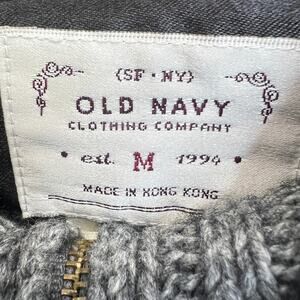 {SF · NY}
OLD NAVY
CLOTHING COMPANY
• est. M 1994 •
MADE IN HONG KONG